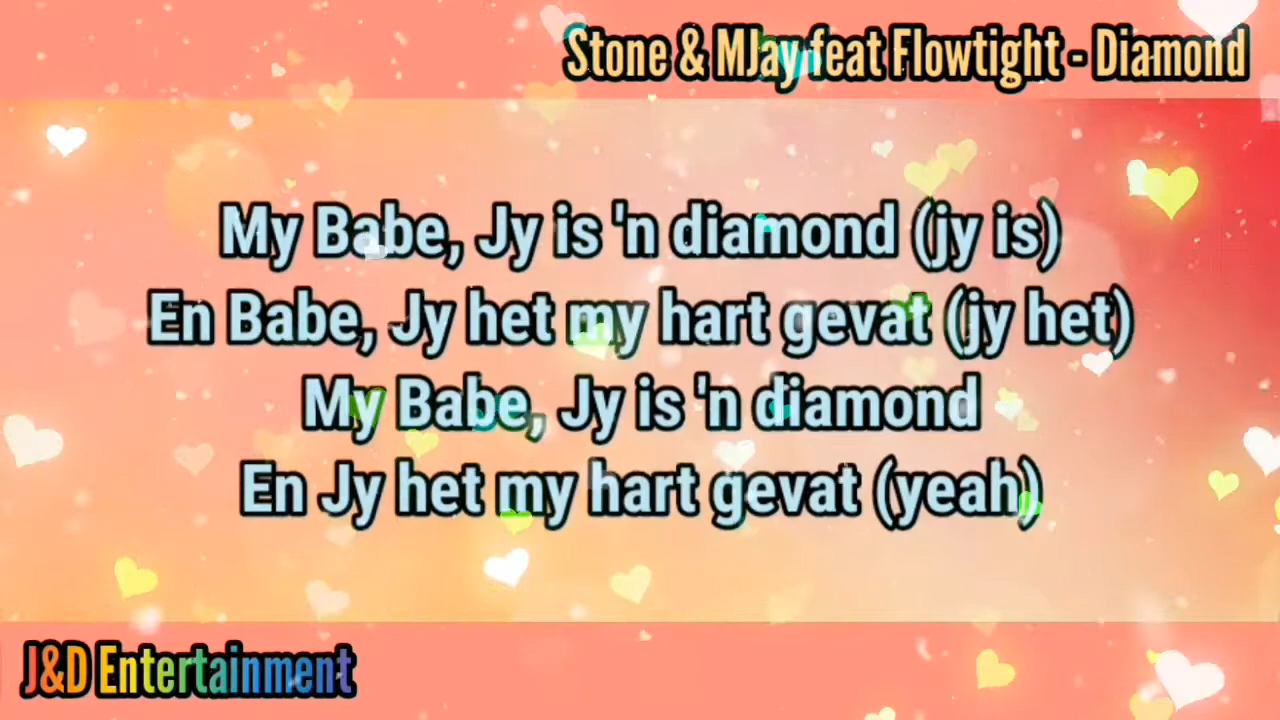 Stone & MJay feat Flowtight - Diamond
My Babe, Jy is 'n diamond (jy is)
En Babe, Jy het my hart gevat (jy het)
My Babe, Jy is 'n diamond
En Jy het my hart gevat (yeah)
J&D Entertainment